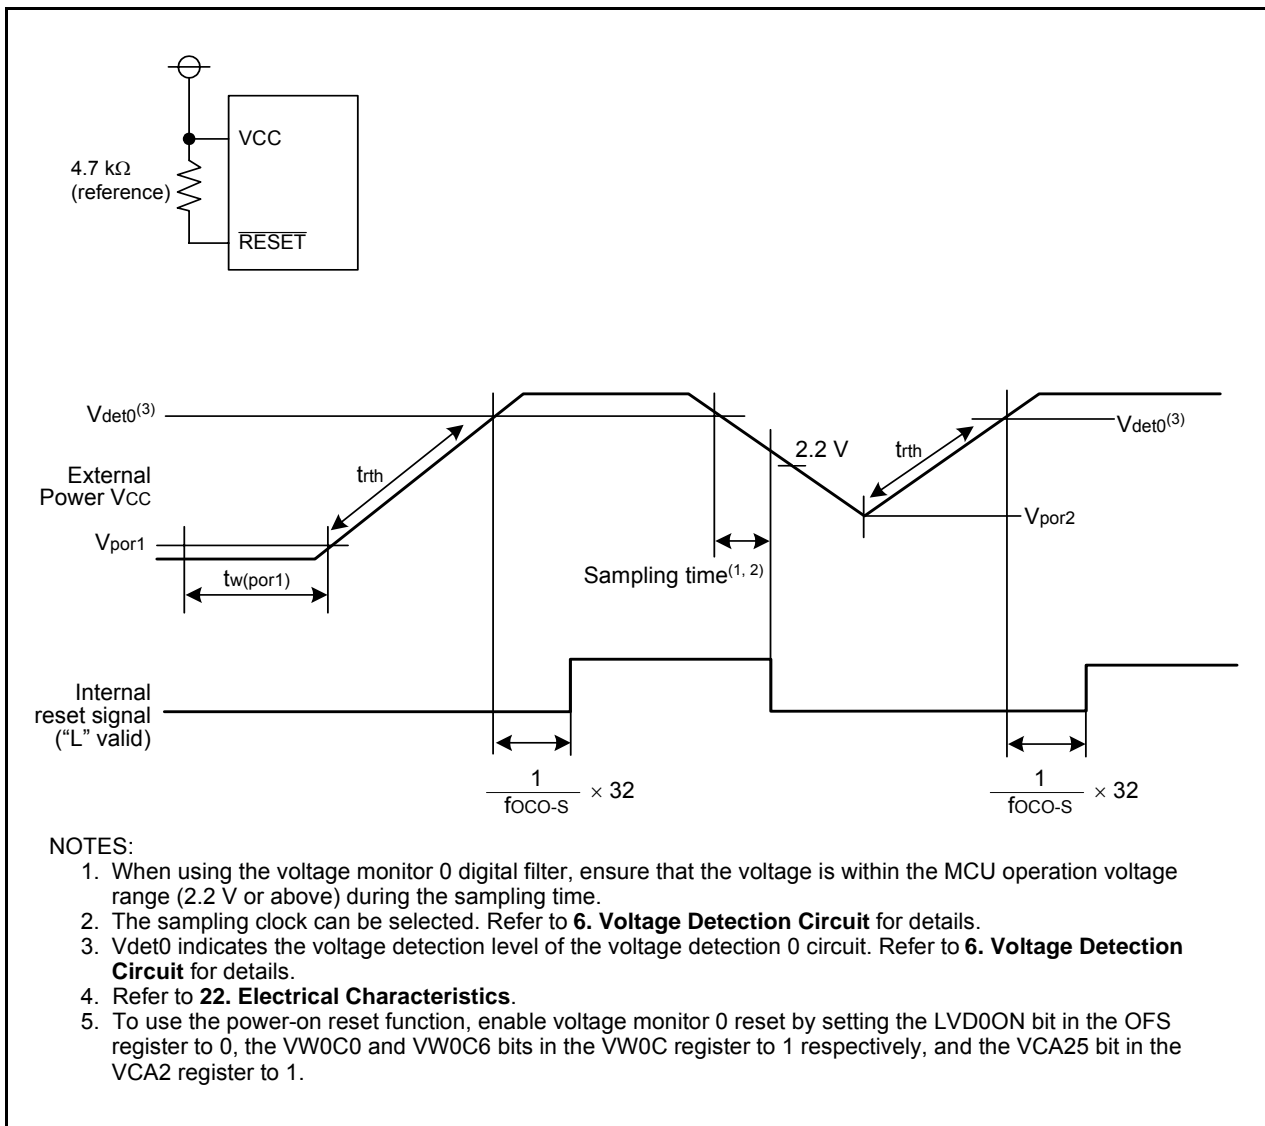 VCC
4.7 kΩ
(reference)
RESET
Vdet0(3)
2.2 V
Vdet0(3)
trth
trth
External
Power VCC
Vpor1
Vpor2
tw(por1)
Sampling time(1, 2)
Internal
reset signal
(“L” valid)
1
fOCO-S
× 32
1
fOCO-S
× 32
NOTES:
1. When using the voltage monitor 0 digital filter, ensure that the voltage is within the MCU operation voltage
range (2.2 V or above) during the sampling time.
2. The sampling clock can be selected. Refer to 6. Voltage Detection Circuit for details.
3. Vdet0 indicates the voltage detection level of the voltage detection 0 circuit. Refer to 6. Voltage Detection
Circuit for details.
4. Refer to 22. Electrical Characteristics.
5. To use the power-on reset function, enable voltage monitor 0 reset by setting the LVD0ON bit in the OFS
register to 0, the VW0C0 and VW0C6 bits in the VW0C register to 1 respectively, and the VCA25 bit in the
VCA2 register to 1.